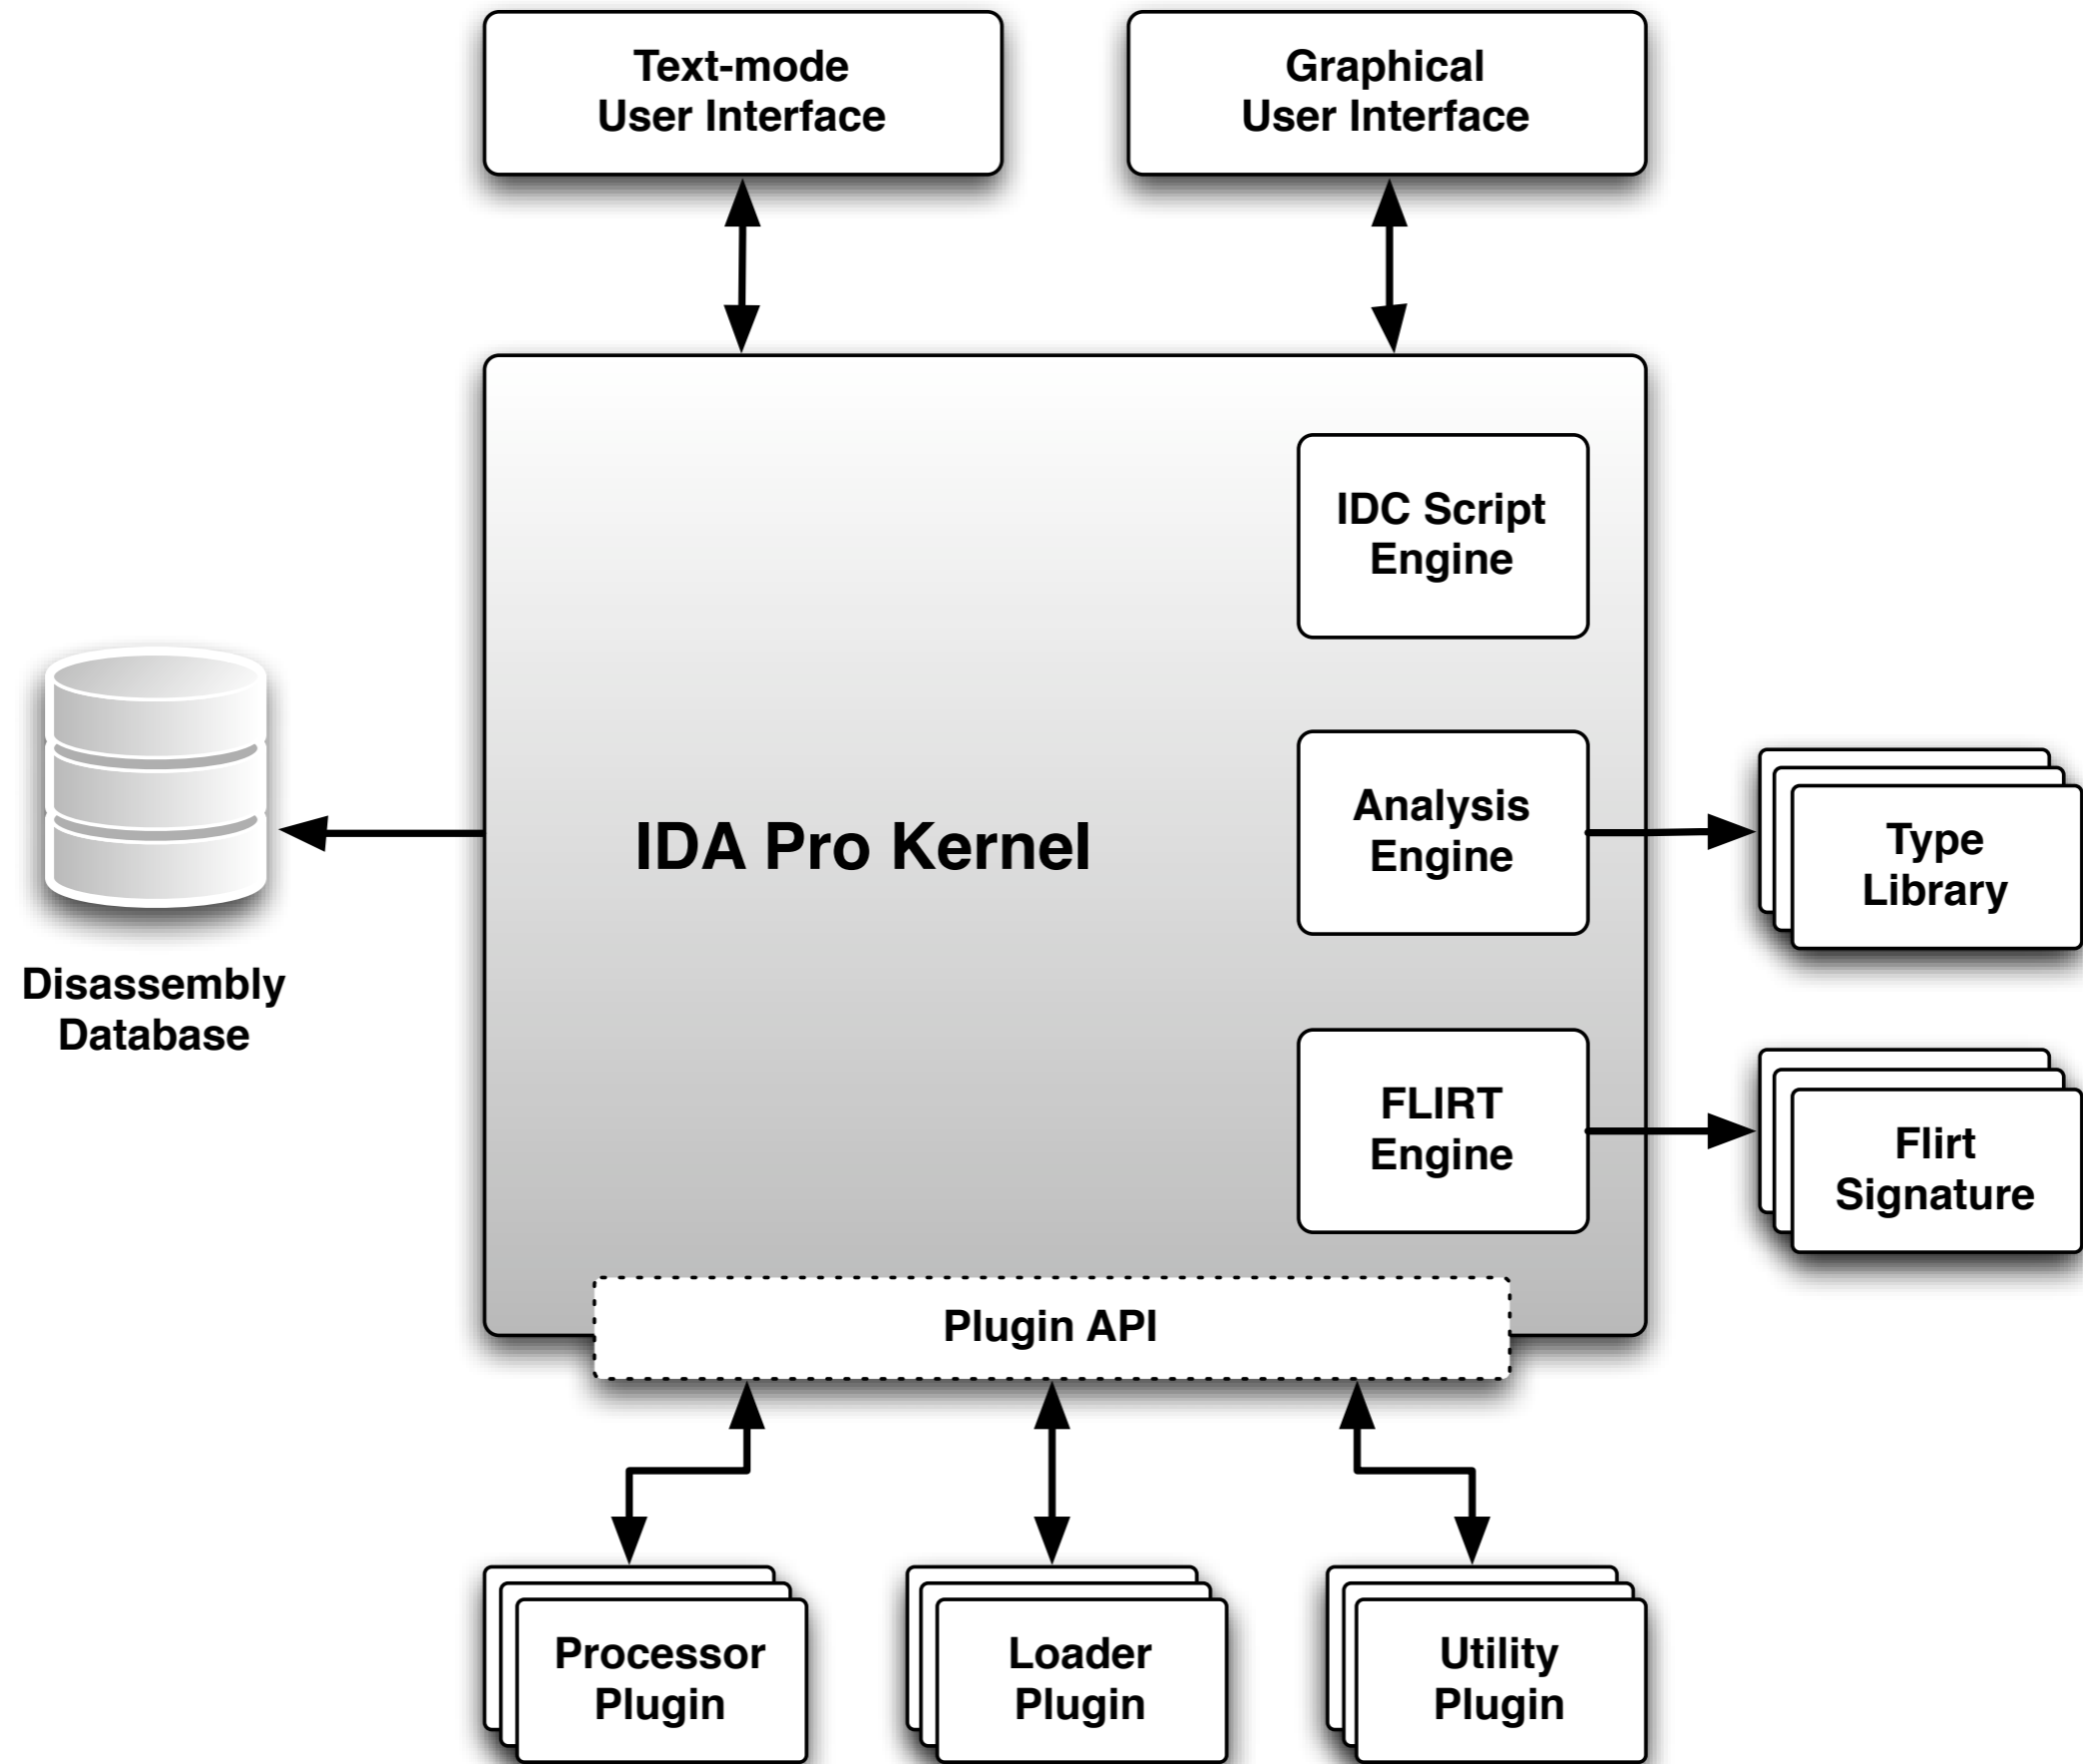 Text-mode
User Interface
Graphical
User Interface
IDC Script
Engine
Analysis
Engine
Type
Library
IDA Pro Kernel
Disassembly
Database
FLIRT
Engine
Flirt
Signature
Plugin API
Processor
Plugin
Loader
Plugin
Utility
Plugin